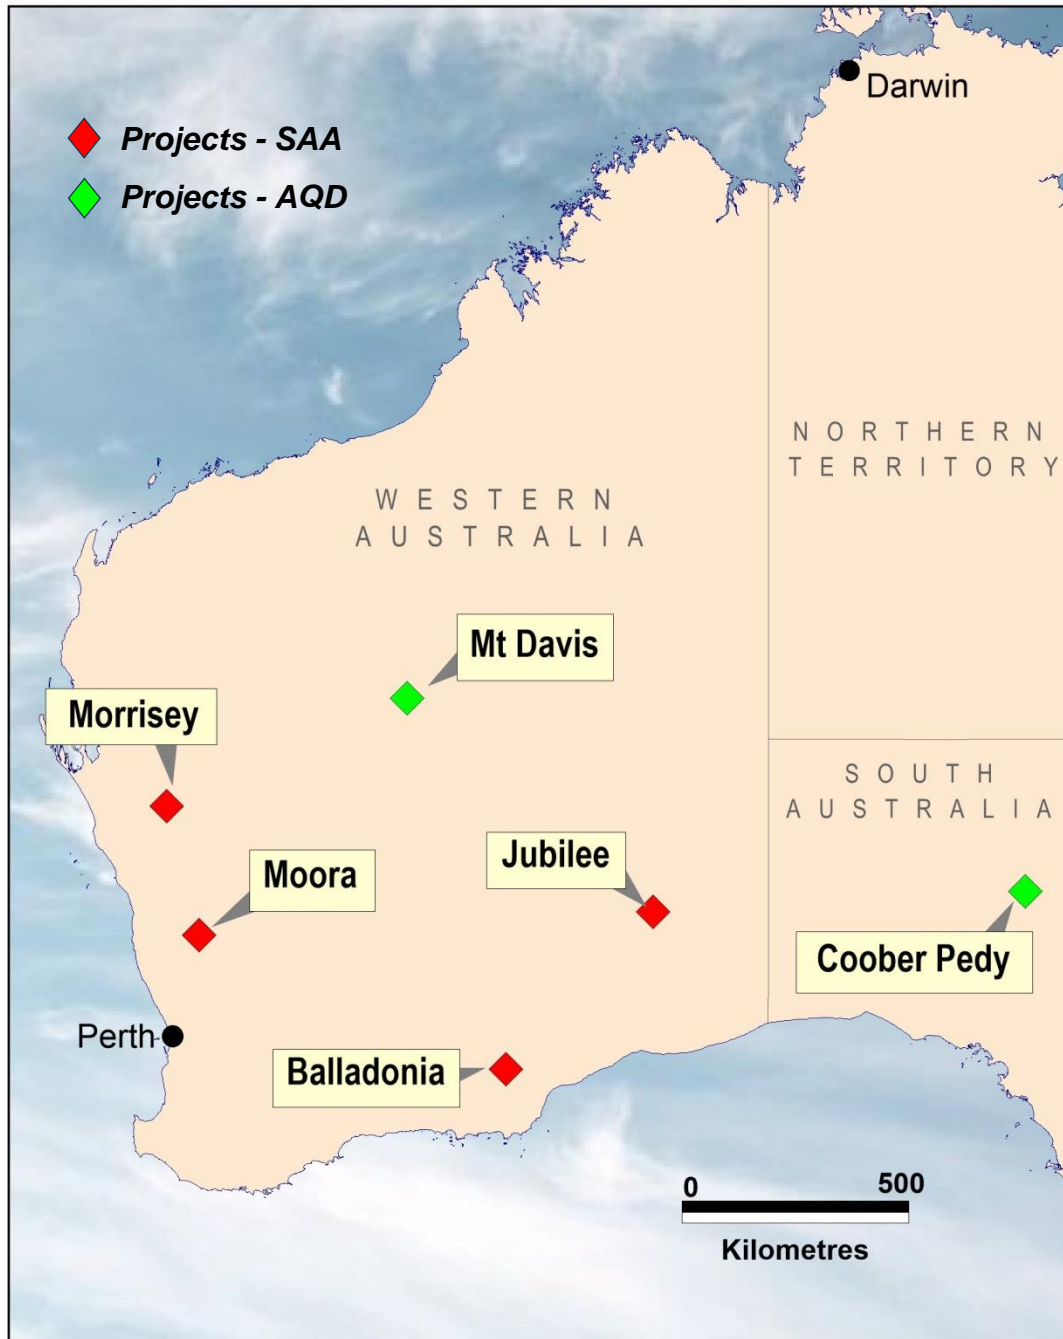 Darwin
Projects - SAA
Projects - AQD
NORTHERN
TERRITORY
WESTERN
AUSTRALIA
Mt Davis
Morrisey
SOUTH
AUSTRALIA
Jubilee
Moora
Coober Pedy
Perth
Balladonia
0 500
Kilometres